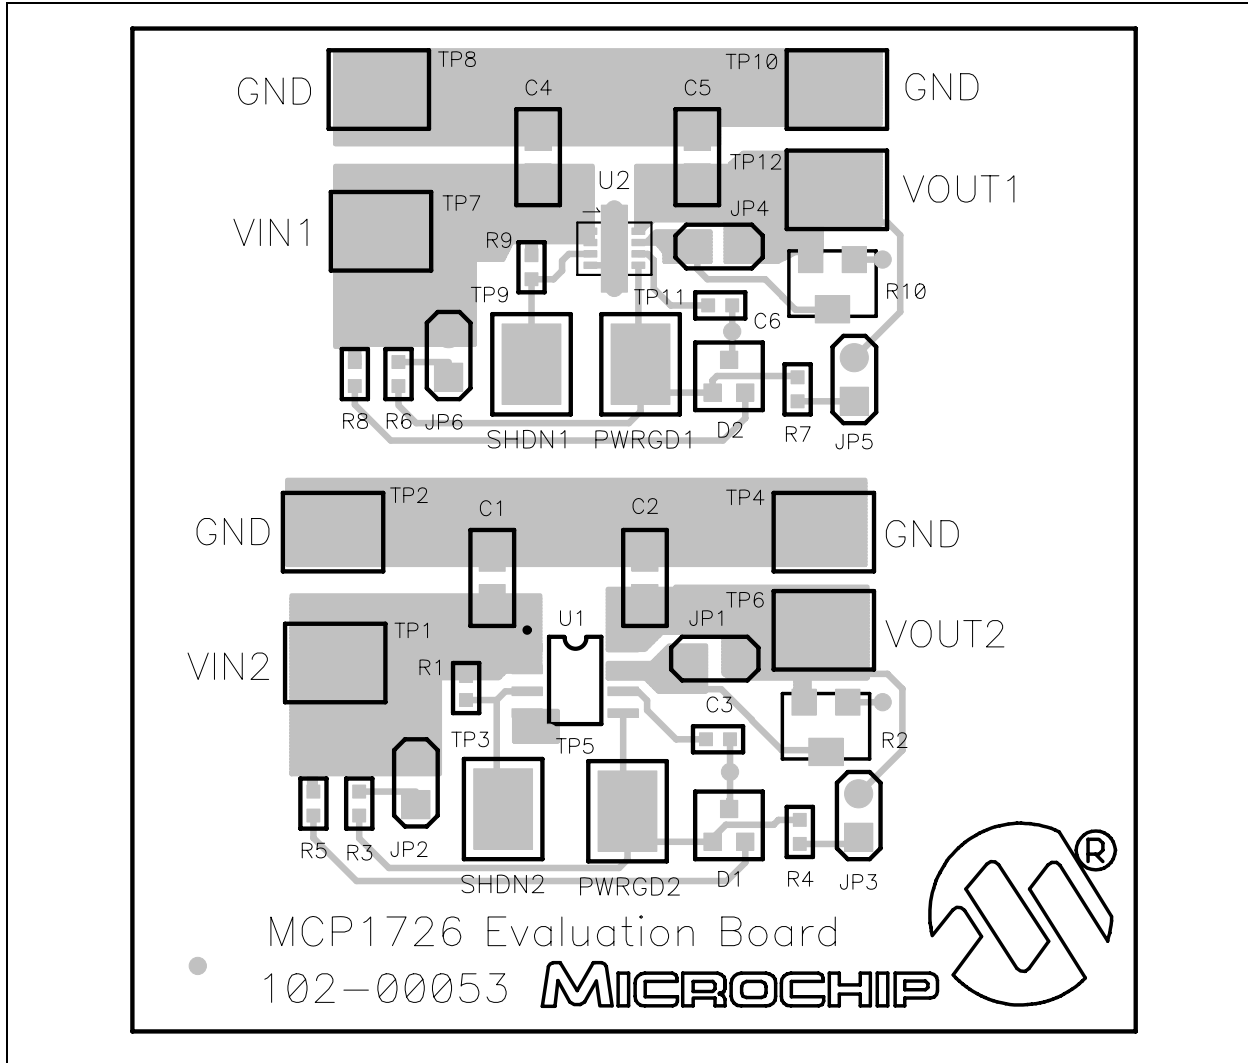 TP8
TP10
GND
C4
C5
GND
TP12
U2
TP7
VOUT1
JP4
VIN1
1
R9
TP9
TP11
R10
C6
R8
R6
JP6
SHDN1
PWRGD1
D2
R7
JP5
TP2
C1
C2
TP4
GND
GND
TP1
U1
JP1
TP6
VOUT2
VIN2
R1
C3
TP3
TP5
R2
R5
R3
JP2
SHDN2
PWRGD2
D1
R4
JP3
MCP1726 Evaluation Board
102-00053 MICROCHIP
®